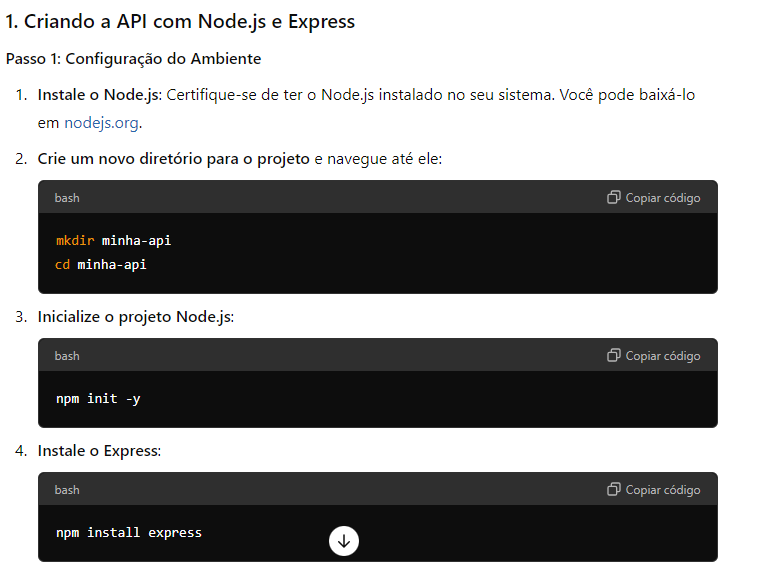 1. Criando a API com Node.js e Express
Passo 1: Configuração do Ambiente
1. Instale o Node.js: Certifique-se de ter o Node.js instalado no seu sistema. Você pode baixá-lo
em nodejs.org.
2. Crie um novo diretório para o projeto e navegue até ele:
bash Copiar código
mkdir minha-api
cd minha-api
3. Inicialize o projeto Node.js:
bash Copiar código
npm init -y
4. Instale o Express:
bash Copiar código
npm install express